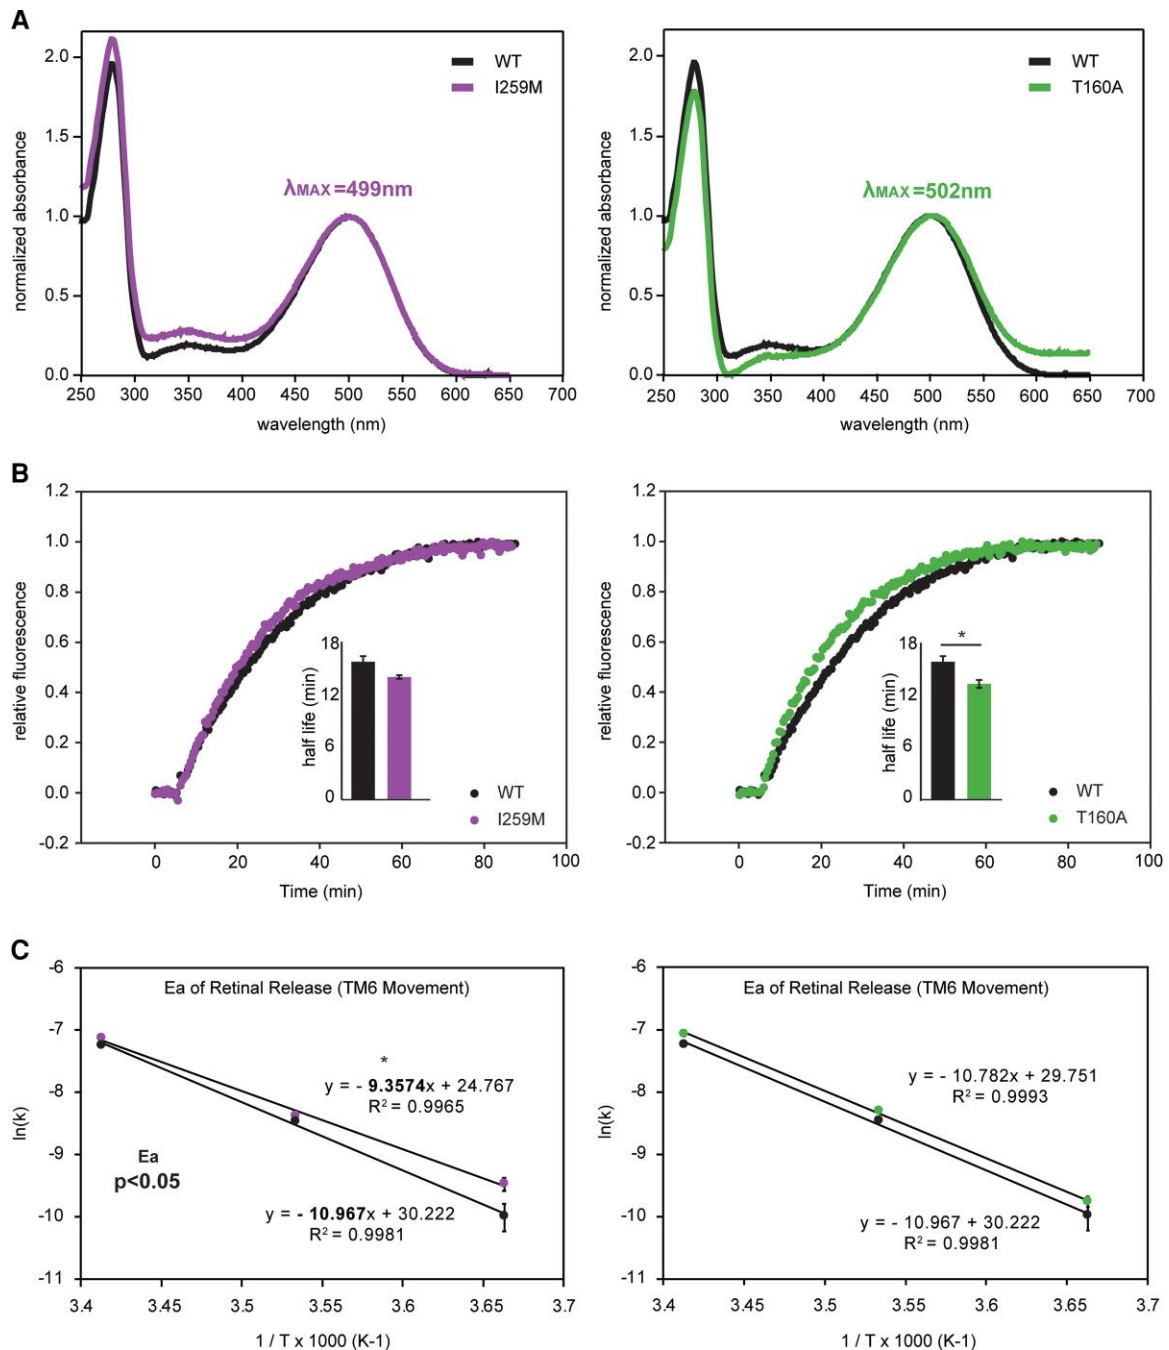 A
2.0
1.5
1.0
0.5
0.0
normalized absorbance
WT
I259M
λMAX =499nm
250 300 350 400 450 500 550 600 650 700
wavelength (nm)
2.0
1.5
1.0
0.5
0.0
normalized absorbance
WT
T160A
λMAX =502nm
250 300 350 400 450 500 550 600 650 700
wavelength (nm)
B
1.2
1.0
0.8
0.6
0.4
0.2
0.0
-0.2
relative fluorescence
18
12
6
0
half life (min)
WT
I259M
0 20 40 60 80 100
Time (min)
1.2
1.0
0.8
0.6
0.4
0.2
0.0
-0.2
relative fluorescence
18
12
6
0
half life (min)
*
WT
T160A
0 20 40 60 80 100
Time (min)
C
-6
-7
-8
-9
-10
-11
ln(k)
Ea of Retinal Release (TM6 Movement)
*
y = - 9.3574x + 24.767
R2 = 0.9965
Ea
p<0.05
y = - 10.967x + 30.222
R2 = 0.9981
3.4 3.45 3.5 3.55 3.6 3.65 3.7
1 / T x 1000 (K-1)
-6
-7
-8
-9
-10
-11
ln(k)
Ea of Retinal Release (TM6 Movement)
y = - 10.782x + 29.751
R2 = 0.9993
y = - 10.967 + 30.222
R2 = 0.9981
3.4 3.45 3.5 3.55 3.6 3.65 3.7
1 / T x 1000 (K-1)